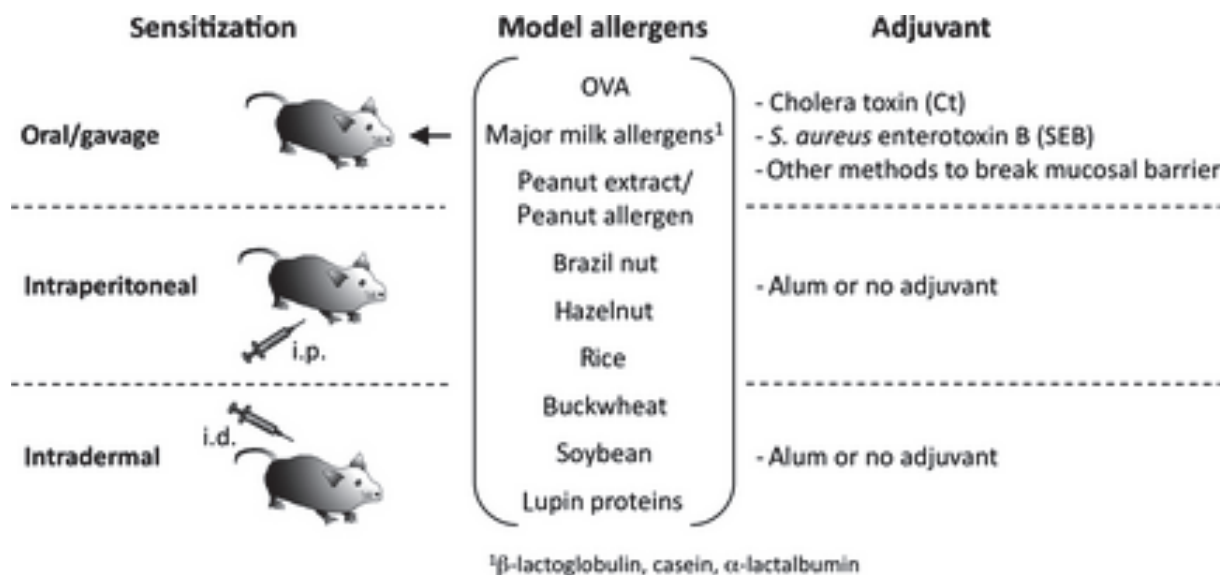 Sensitization
Model allergens
Adjuvant
Oral/gavage
OVA
Major milk allergens¹
Peanut extract/
Peanut allergen
Brazil nut
Hazelnut
Rice
Buckwheat
Soybean
Lupin proteins
- Cholera toxin (Ct)
- S. aureus enterotoxin B (SEB)
- Other methods to break mucosal barrier
Intraperitoneal
i.p.
- Alum or no adjuvant
i.d.
Intradermal
- Alum or no adjuvant
¹β-lactoglobulin, casein, α-lactalbumin